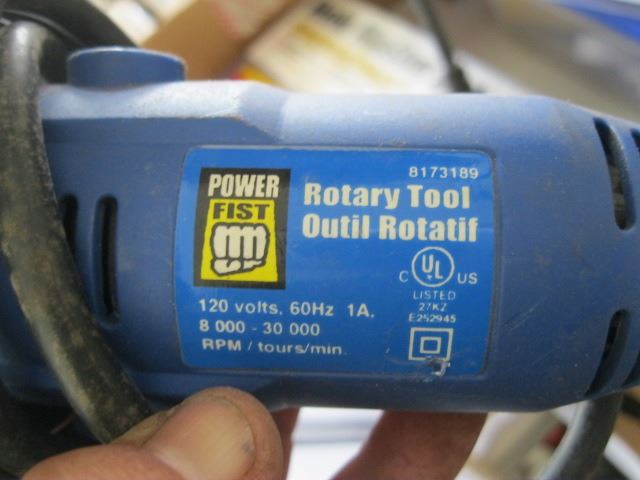 8173189
POWER
FIST
Rotary Tool
Outil Rotatif
C UL US
LISTED
27KZ
E252945
120 volts, 60Hz 1A,
8 000 - 30 000
RPM / tours/min.